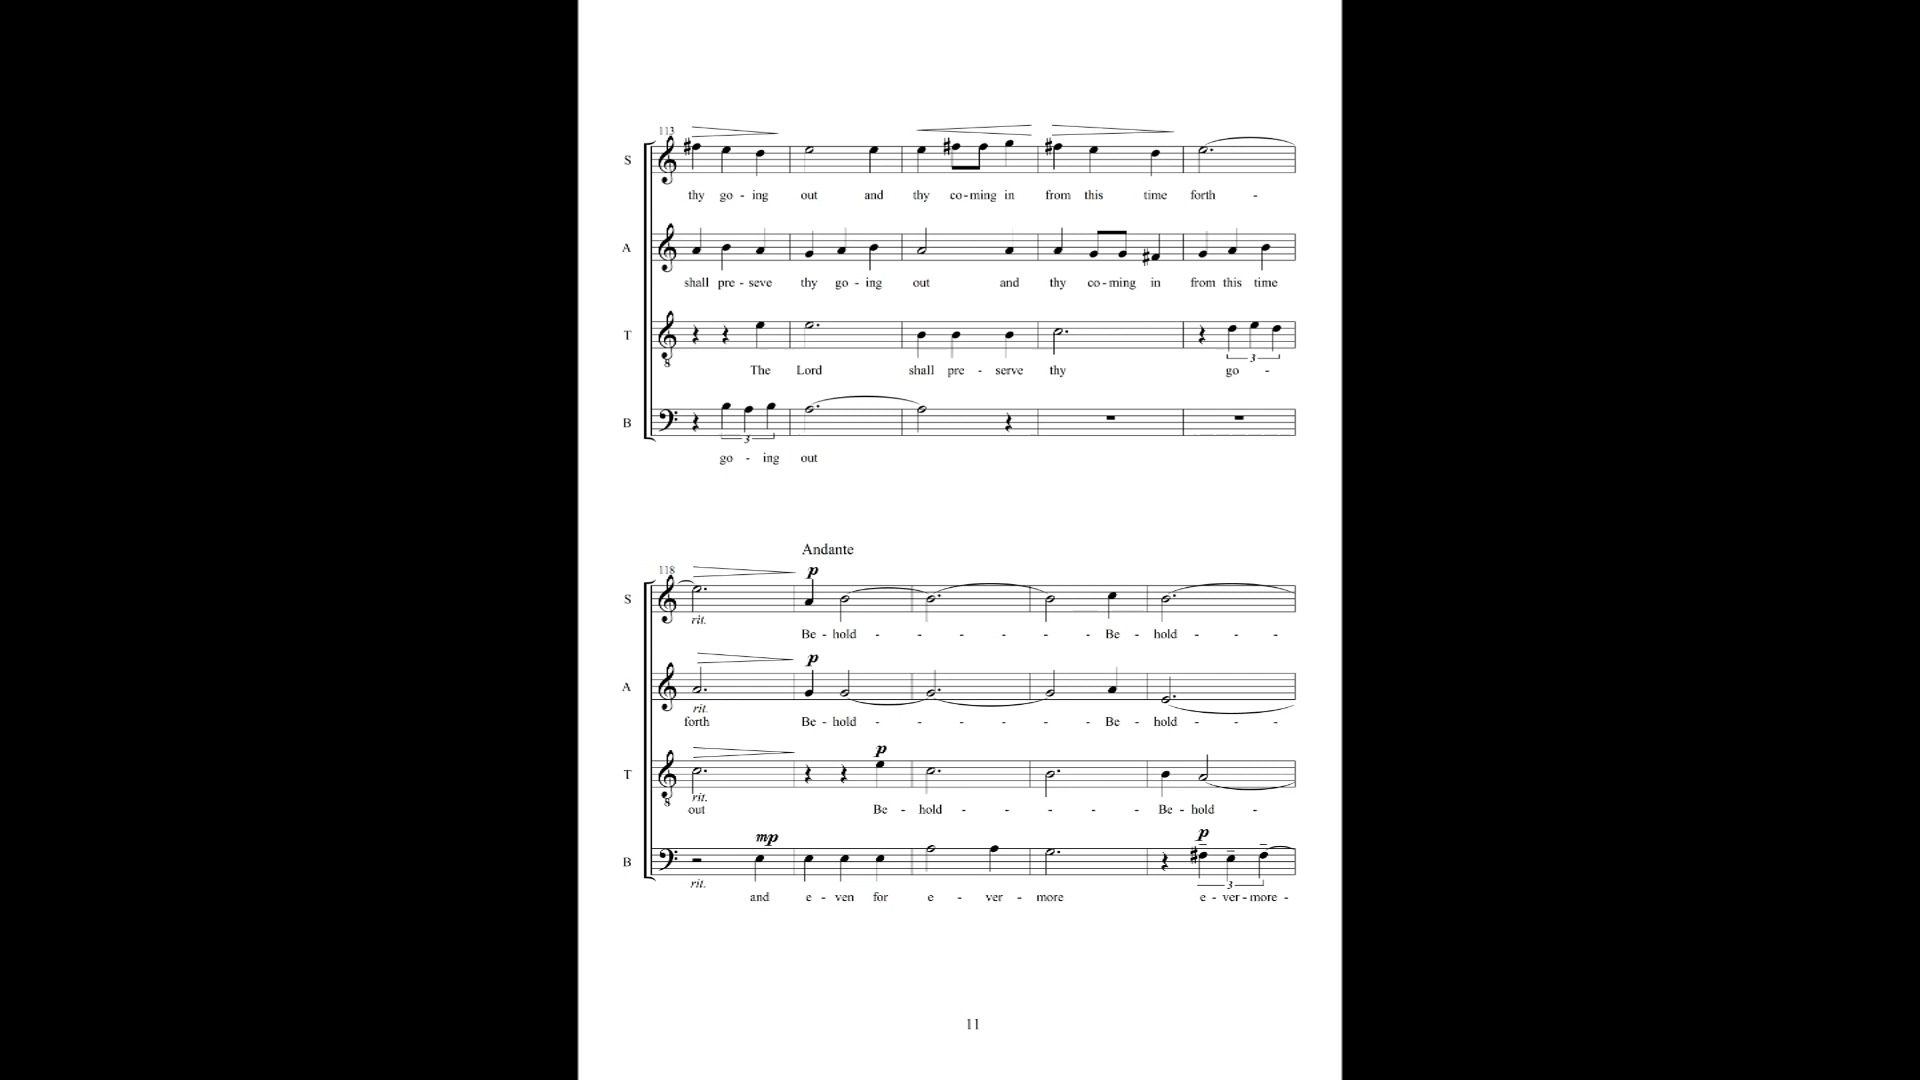 113
S
thy go - ing out and thy co - ming in from this time forth -
A
shall pre - seve thy go - ing out and thy co - ming in from this time
T
8
3
The Lord shall pre - serve thy go -
B
3
go - ing out
Andante
118
p
S
rit.
Be - hold - - - - - Be - hold - - -
p
A
rit.
forth Be - hold - - - - - Be - hold - - -
p
T
8
rit.
out Be - hold - - - - - Be - hold -
mp p
B
rit.
3
and e - ven for e - ver - more e - ver - more -
11